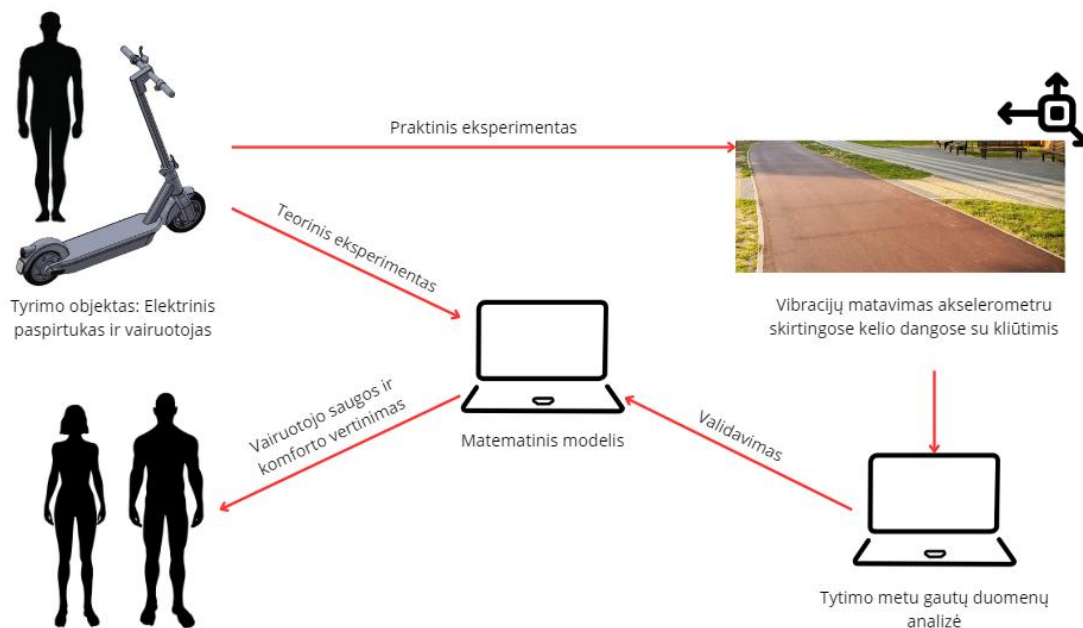 Praktinis eksperimentas
Teorinis eksperimentas
Tyrimo objektas: Elektrinis
paspirtukas ir vairuotojas
Vibracijų matavimas akselerometru
skirtingose kelio dangose su kliūtimis
Vairuotojo saugos ir
komforto vertinimas
Matematinis modelis
Validavimas
Tytimo metu gautų duomenų
analizė